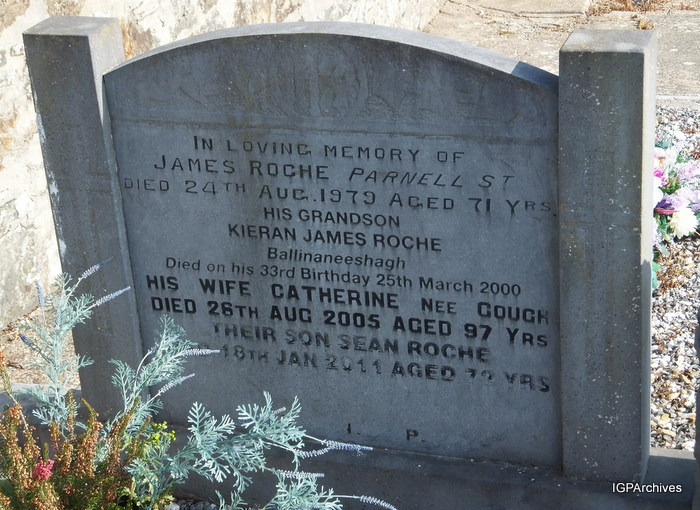 IN LOVING MEMORY OF
JAMES ROCHE PARNELL ST
DIED 24TH AUG. 1979 AGED 71 YRS.
HIS GRANDSON
KIERAN JAMES ROCHE
Ballinaneeshagh
Died on his 33rd Birthday 25th March 2000
HIS WIFE CATHERINE NEE GOUGH
DIED 26TH AUG 2005 AGED 97 YRS
THEIR SON SEAN ROCHE
18TH JAN 2011 AGED YRS
I. P.
IGPArchives